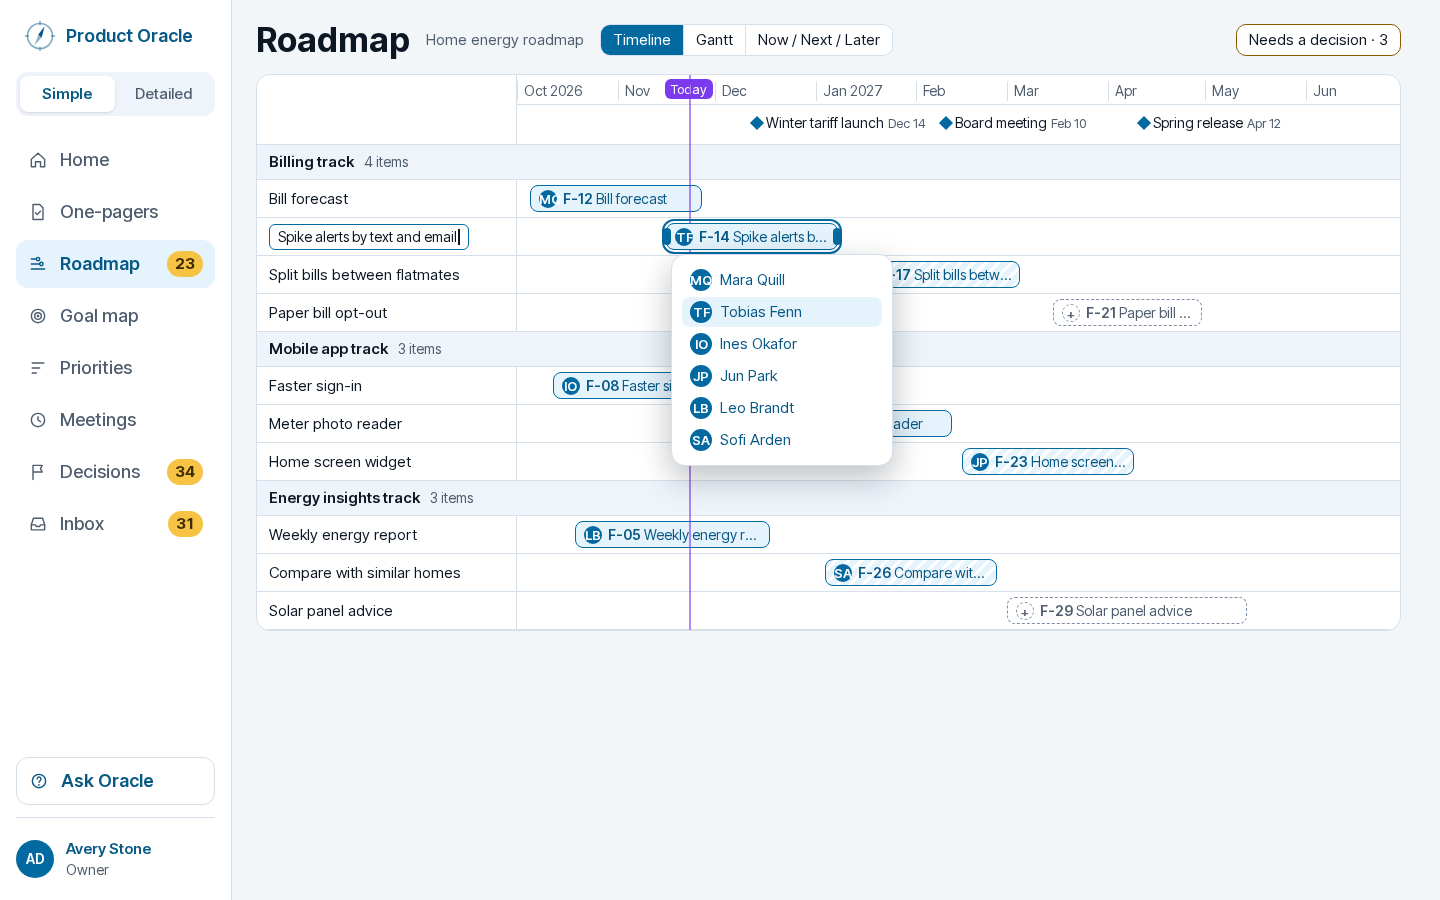 Product Oracle
Simple Detailed
Home
One-pagers
Roadmap 23
Goal map
Priorities
Meetings
Decisions 34
Inbox 31
Ask Oracle
AD Avery Stone
Owner
Roadmap Home energy roadmap Timeline Gantt Now / Next / Later Needs a decision · 3
Oct 2026 Nov Today Dec Jan 2027 Feb Mar Apr May Jun
Winter tariff launch Dec 14 Board meeting Feb 10 Spring release Apr 12
Billing track 4 items
Bill forecast MQ F-12 Bill forecast
Spike alerts by text and email TF F-14 Spike alerts b...
Split bills between flatmates -17 Split bills betw...
Paper bill opt-out + F-21 Paper bill ...
Mobile app track 3 items
Faster sign-in IO F-08 Faster si
Meter photo reader ader
Home screen widget JP F-23 Home screen...
Energy insights track 3 items
Weekly energy report LB F-05 Weekly energy r...
Compare with similar homes SA F-26 Compare wit...
Solar panel advice + F-29 Solar panel advice
MQ Mara Quill
TF Tobias Fenn
IO Ines Okafor
JP Jun Park
LB Leo Brandt
SA Sofi Arden